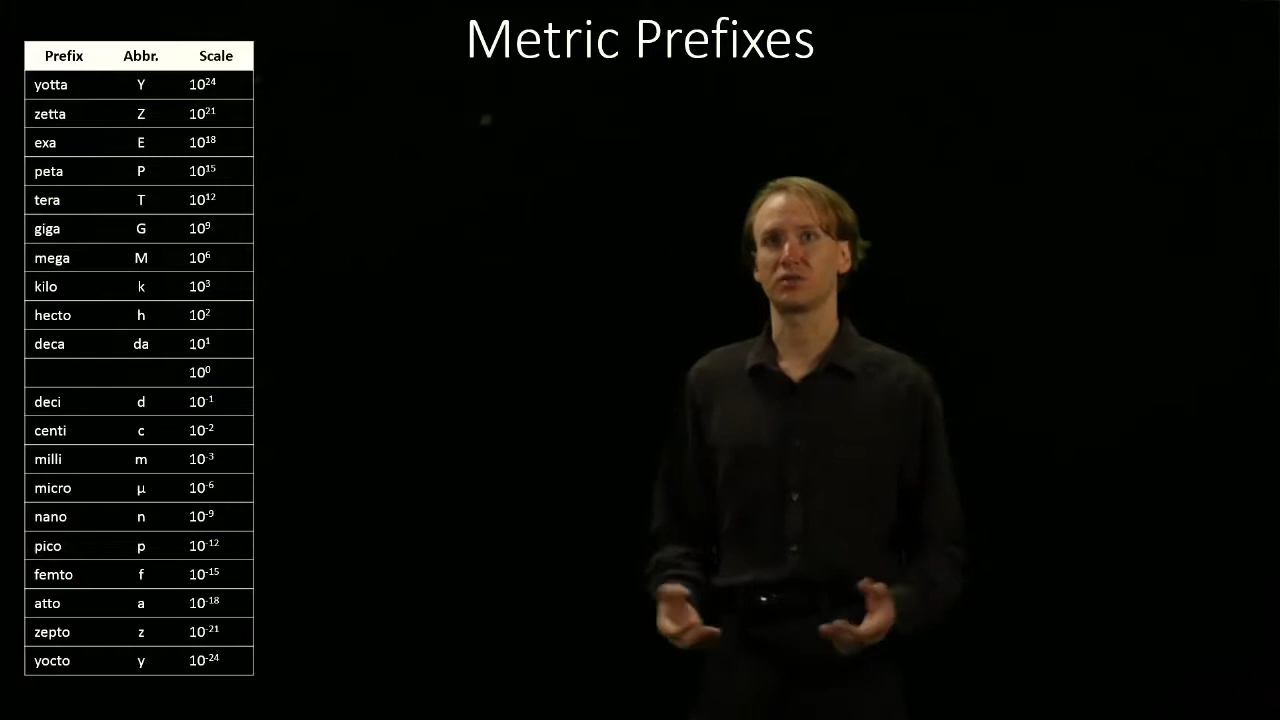 Metric Prefixes
Prefix Abbr. Scale
yotta Y 10²⁴
zetta Z 10²¹
exa E 10¹⁸
peta P 10¹⁵
tera T 10¹²
giga G 10⁹
mega M 10⁶
kilo k 10³
hecto h 10²
deca da 10¹
10⁰
deci d 10⁻¹
centi c 10⁻²
milli m 10⁻³
micro µ 10⁻⁶
nano n 10⁻⁹
pico p 10⁻¹²
femto f 10⁻¹⁵
atto a 10⁻¹⁸
zepto z 10⁻²¹
yocto y 10⁻²⁴